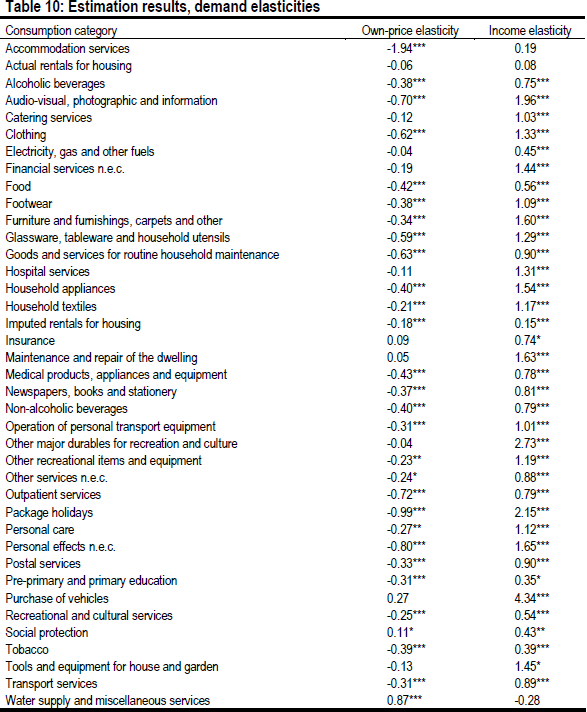 Table 10: Estimation results, demand elasticities
Consumption category Own-price elasticity Income elasticity
Accommodation services -1.94*** 0.19
Actual rentals for housing -0.06 0.08
Alcoholic beverages -0.38*** 0.75***
Audio-visual, photographic and information -0.70*** 1.96***
Catering services -0.12 1.03***
Clothing -0.62*** 1.33***
Electricity, gas and other fuels -0.04 0.45***
Financial services n.e.c. -0.19 1.44***
Food -0.42*** 0.56***
Footwear -0.38*** 1.09***
Furniture and furnishings, carpets and other -0.34*** 1.60***
Glassware, tableware and household utensils -0.59*** 1.29***
Goods and services for routine household maintenance -0.63*** 0.90***
Hospital services -0.11 1.31***
Household appliances -0.40*** 1.54***
Household textiles -0.21*** 1.17***
Imputed rentals for housing -0.18*** 0.15***
Insurance 0.09 0.74*
Maintenance and repair of the dwelling 0.05 1.63***
Medical products, appliances and equipment -0.43*** 0.78***
Newspapers, books and stationery -0.37*** 0.81***
Non-alcoholic beverages -0.40*** 0.79***
Operation of personal transport equipment -0.31*** 1.01***
Other major durables for recreation and culture -0.04 2.73***
Other recreational items and equipment -0.23** 1.19***
Other services n.e.c. -0.24* 0.88***
Outpatient services -0.72*** 0.79***
Package holidays -0.99*** 2.15***
Personal care -0.27** 1.12***
Personal effects n.e.c. -0.80*** 1.65***
Postal services -0.33*** 0.90***
Pre-primary and primary education -0.31*** 0.35*
Purchase of vehicles 0.27 4.34***
Recreational and cultural services -0.25*** 0.54***
Social protection 0.11* 0.43**
Tobacco -0.39*** 0.39***
Tools and equipment for house and garden -0.13 1.45*
Transport services -0.31*** 0.89***
Water supply and miscellaneous services 0.87*** -0.28